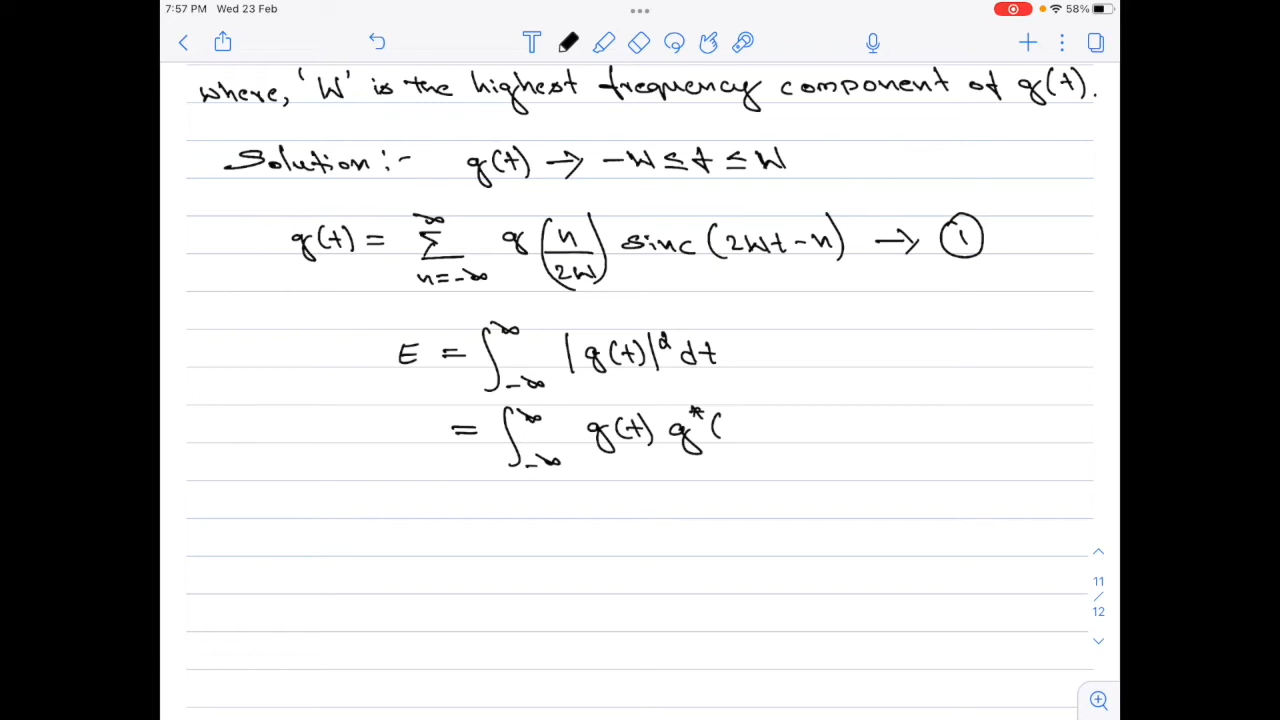 7:57 PM Wed 23 Feb
58%
where, 'W' is the highest frequency component of g(t).
Solution :- g(t) → -W ≤ f ≤ W
g(t) = ∑_{n=-∞}^{∞} g(n/2W) sinc (2Wt-n) → ①
E = ∫_{-∞}^{∞} |g(t)|² dt
= ∫_{-∞}^{∞} g(t) g*(
11
/
12